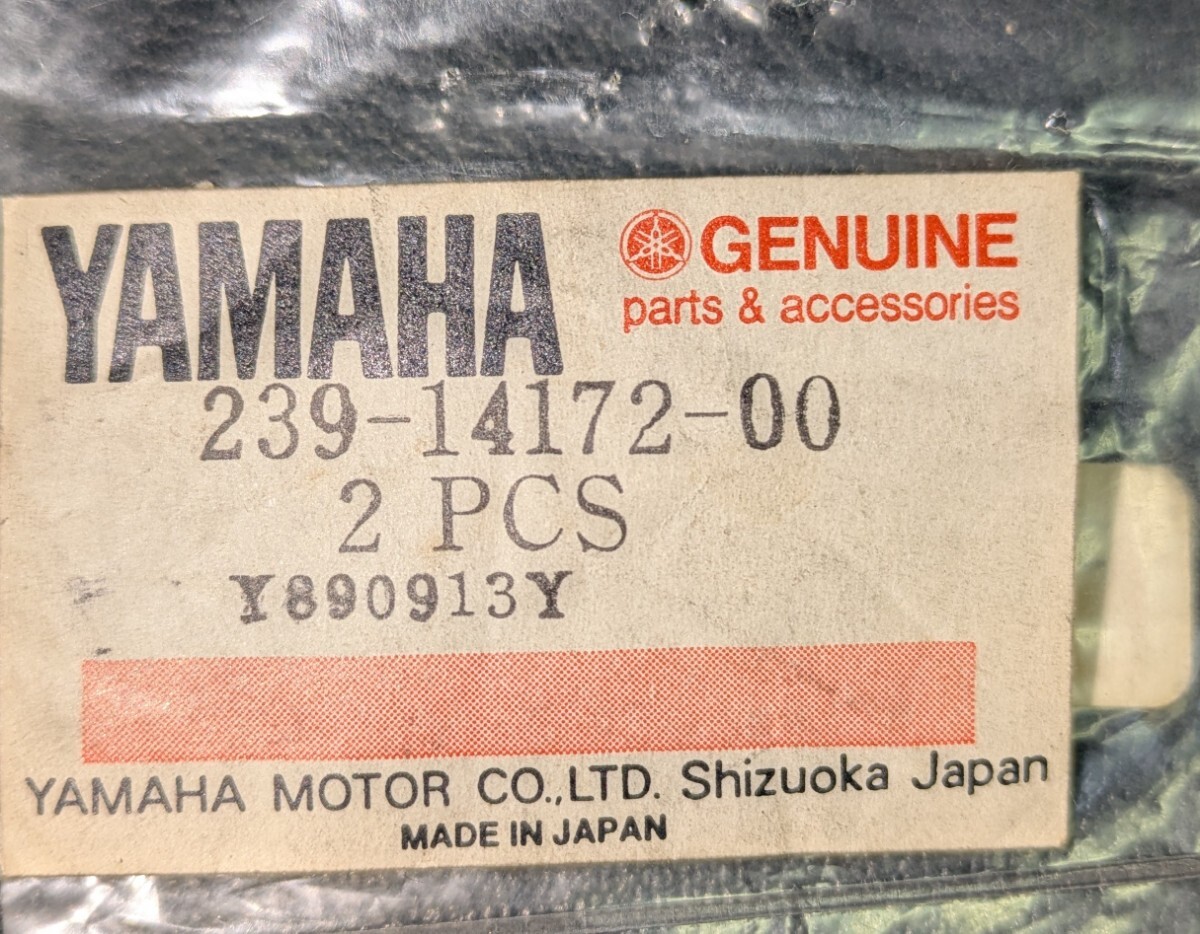 YAMAHA
GENUINE
parts & accessories
239-14172-00
2 PCS
Y890913Y
YAMAHA MOTOR CO.,LTD. Shizuoka Japan
MADE IN JAPAN